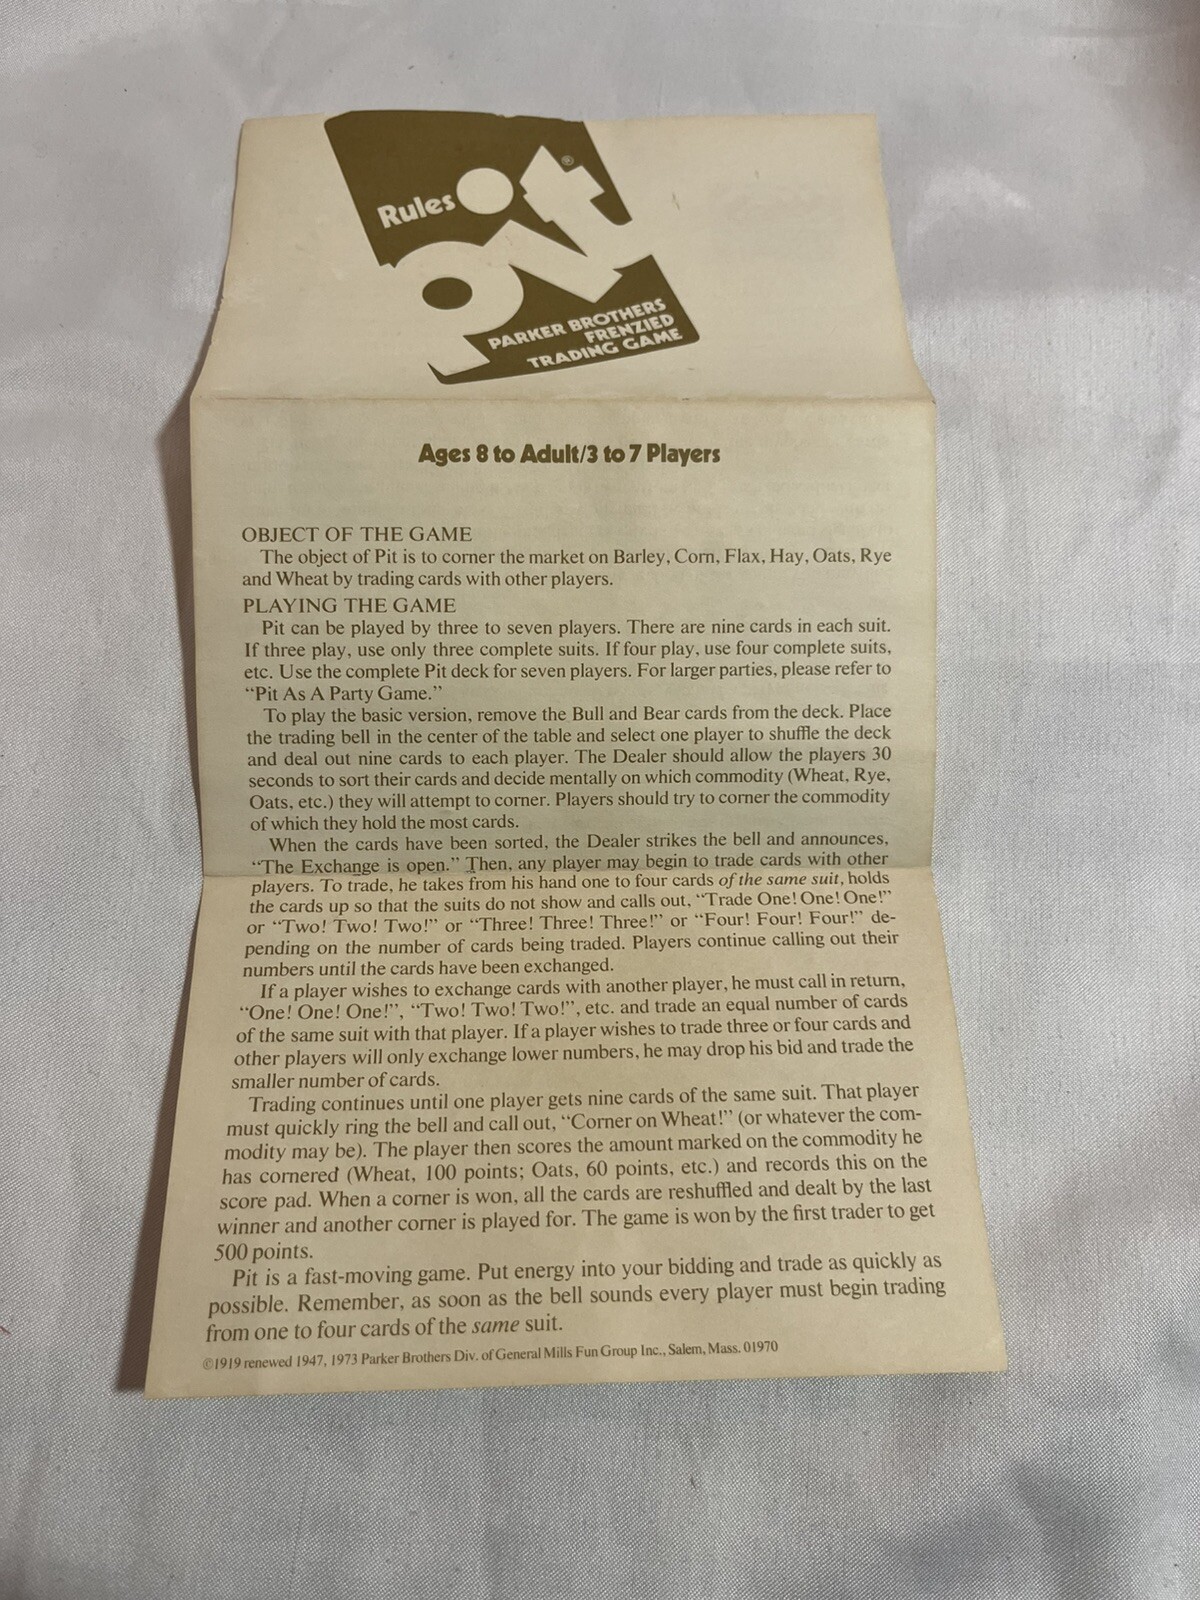 Rules
pit®
PARKER BROTHERS
FRENZIED
TRADING GAME
Ages 8 to Adult/3 to 7 Players
OBJECT OF THE GAME
The object of Pit is to corner the market on Barley, Corn, Flax, Hay, Oats, Rye
and Wheat by trading cards with other players.
PLAYING THE GAME
Pit can be played by three to seven players. There are nine cards in each suit.
If three play, use only three complete suits. If four play, use four complete suits,
etc. Use the complete Pit deck for seven players. For larger parties, please refer to
“Pit As A Party Game.”
To play the basic version, remove the Bull and Bear cards from the deck. Place
the trading bell in the center of the table and select one player to shuffle the deck
and deal out nine cards to each player. The Dealer should allow the players 30
seconds to sort their cards and decide mentally on which commodity (Wheat, Rye,
Oats, etc.) they will attempt to corner. Players should try to corner the commodity
of which they hold the most cards.
When the cards have been sorted, the Dealer strikes the bell and announces,
“The Exchange is open.” Then, any player may begin to trade cards with other
players. To trade, he takes from his hand one to four cards of the same suit, holds
the cards up so that the suits do not show and calls out, “Trade One! One! One!”
or “Two! Two! Two!” or “Three! Three! Three!” or “Four! Four! Four!” de-
pending on the number of cards being traded. Players continue calling out their
numbers until the cards have been exchanged.
If a player wishes to exchange cards with another player, he must call in return,
“One! One! One!”, “Two! Two! Two!”, etc. and trade an equal number of cards
of the same suit with that player. If a player wishes to trade three or four cards and
other players will only exchange lower numbers, he may drop his bid and trade the
smaller number of cards.
Trading continues until one player gets nine cards of the same suit. That player
must quickly ring the bell and call out, “Corner on Wheat!” (or whatever the com-
modity may be). The player then scores the amount marked on the commodity he
has cornered (Wheat, 100 points; Oats, 60 points, etc.) and records this on the
score pad. When a corner is won, all the cards are reshuffled and dealt by the last
winner and another corner is played for. The game is won by the first trader to get
500 points.
Pit is a fast-moving game. Put energy into your bidding and trade as quickly as
possible. Remember, as soon as the bell sounds every player must begin trading
from one to four cards of the same suit.
©1919 renewed 1947, 1973 Parker Brothers Div. of General Mills Fun Group Inc., Salem, Mass. 01970